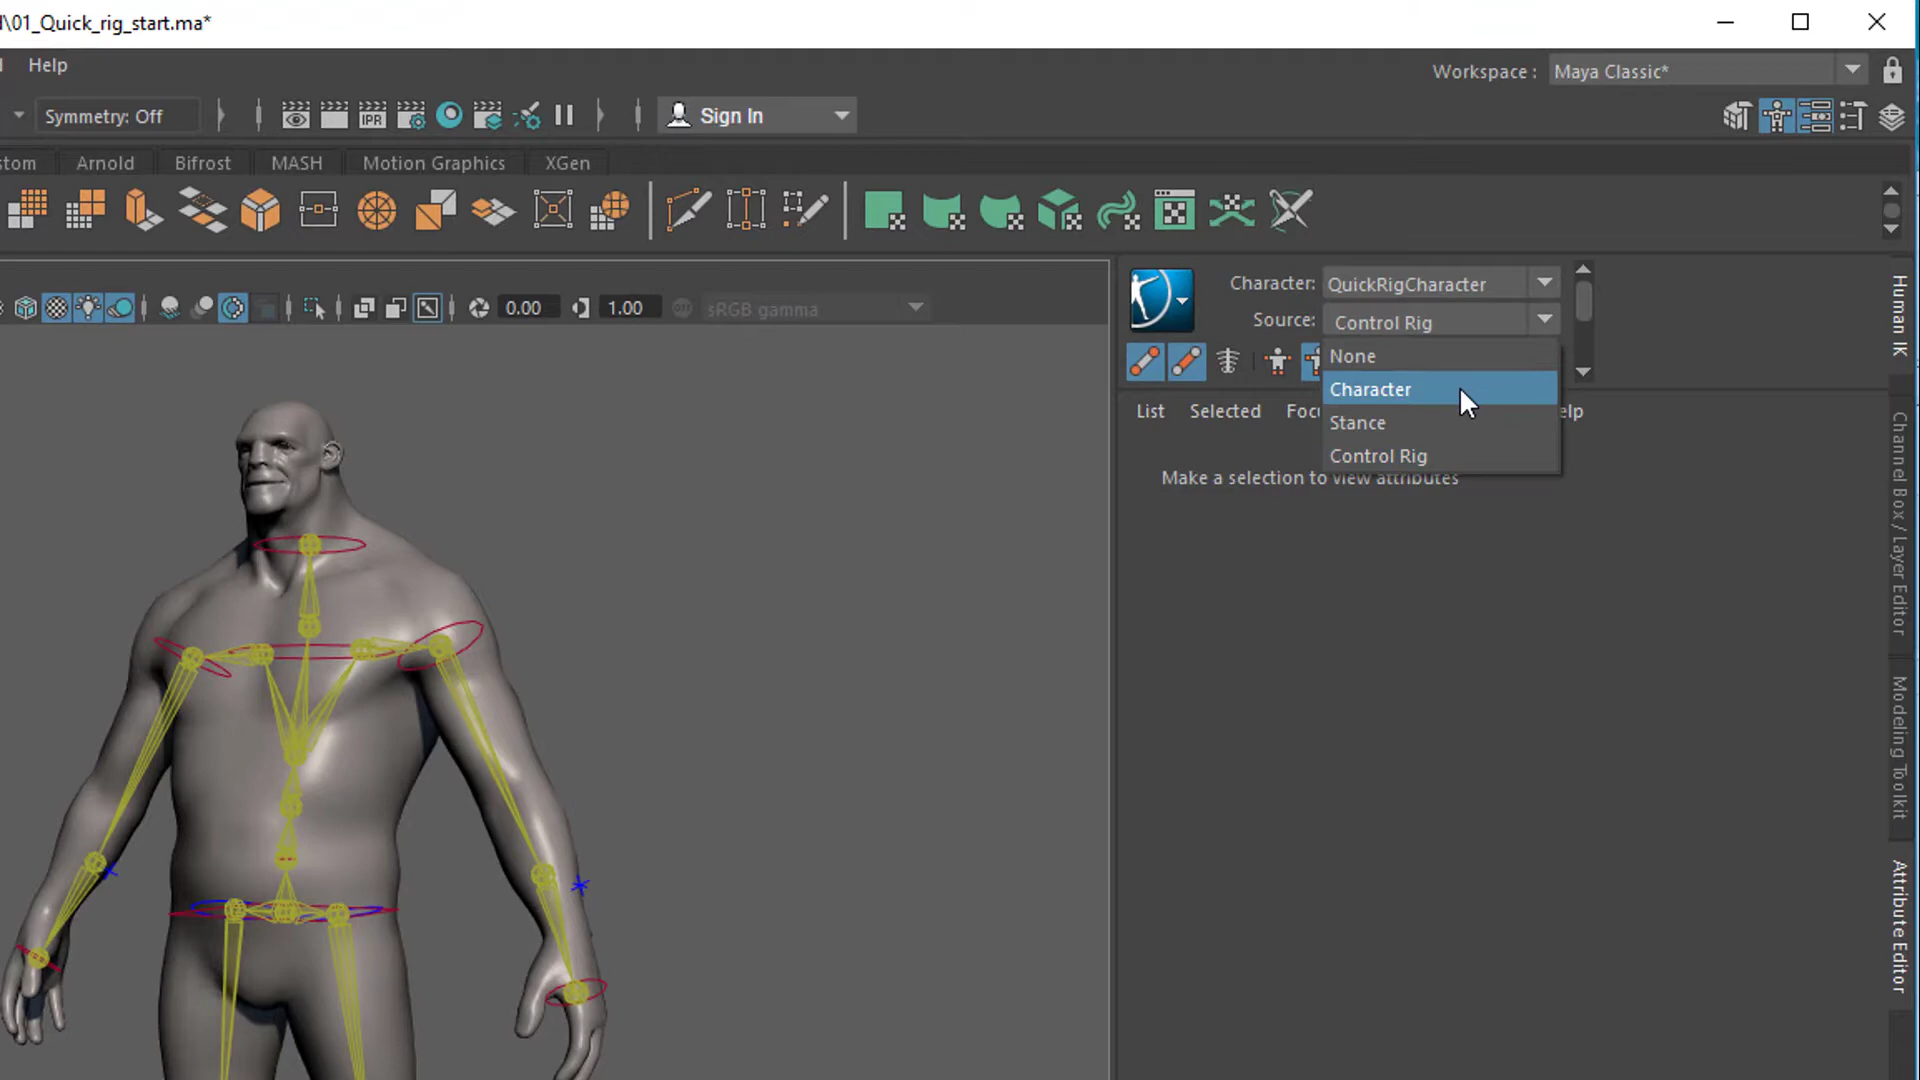 d\01_Quick_rig_start.ma*
Help
Workspace : Maya Classic*
Symmetry: Off
IPR
Sign In
stom Arnold Bifrost MASH Motion Graphics XGen
Character: QuickRigCharacter
0.00 1.00 sRGB gamma
Source: Control Rig
None
Character
List Selected Focu elp
Stance
Control Rig
Make a selection to view attributes
Human IK
Channel Box / Layer Editor
Modeling Toolkit
Attribute Editor